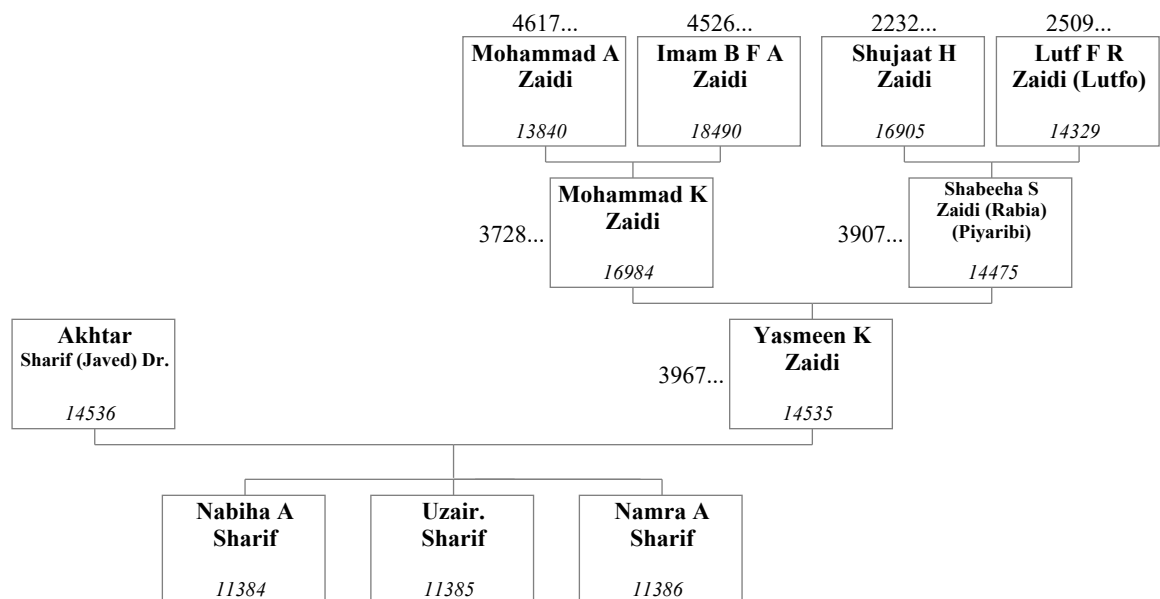 4617...
4526...
2232...
2509...
Mohammad A
Zaidi
13840
Imam B F A
Zaidi
18490
Shujaat H
Zaidi
16905
Lutf F R
Zaidi (Lutfo)
14329
3728...
Mohammad K
Zaidi
16984
3907...
Shabeeha S
Zaidi (Rabia)
(Piyaribi)
14475
Akhtar
Sharif (Javed) Dr.
14536
3967...
Yasmeen K
Zaidi
14535
Nabiha A
Sharif
11384
Uzair.
Sharif
11385
Namra A
Sharif
11386